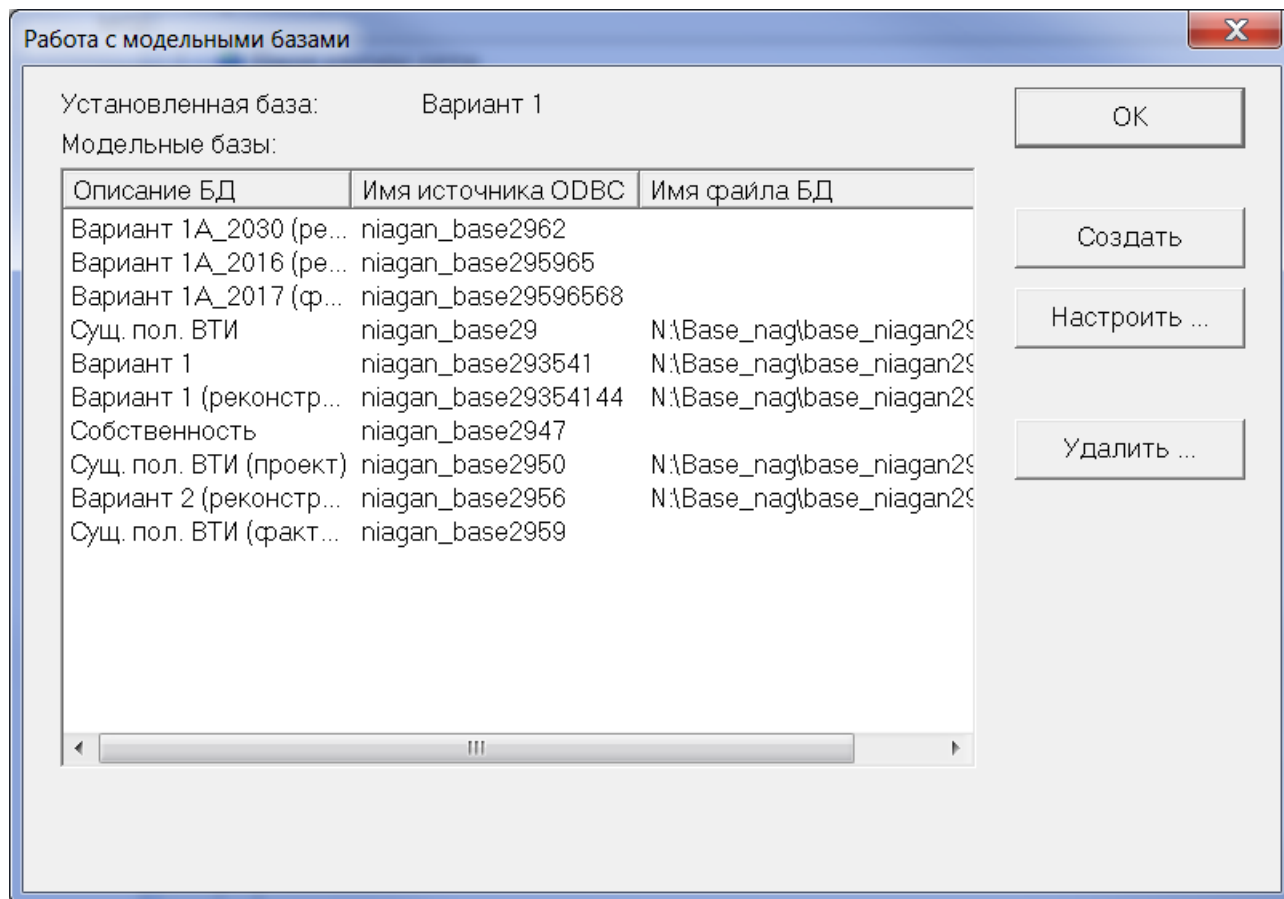 Работа с модельными базами
Установленная база: Вариант 1
OK
Модельные базы:
Описание БД Имя источника ODBC Имя файла БД
Вариант 1А_2030 (ре... niagan_base2962
Создать
Вариант 1А_2016 (ре... niagan_base295965
Вариант 1А_2017 (ф... niagan_base29596568
Настроить ...
Сущ. пол. ВТИ niagan_base29 N:\Base_nag\base_niagan29
Вариант 1 niagan_base293541 N:\Base_nag\base_niagan29
Вариант 1 (реконстр... niagan_base29354144 N:\Base_nag\base_niagan29
Собственность niagan_base2947
Удалить ...
Сущ. пол. ВТИ (проект) niagan_base2950 N:\Base_nag\base_niagan29
Вариант 2 (реконстр... niagan_base2956 N:\Base_nag\base_niagan29
Сущ. пол. ВТИ (факт... niagan_base2959